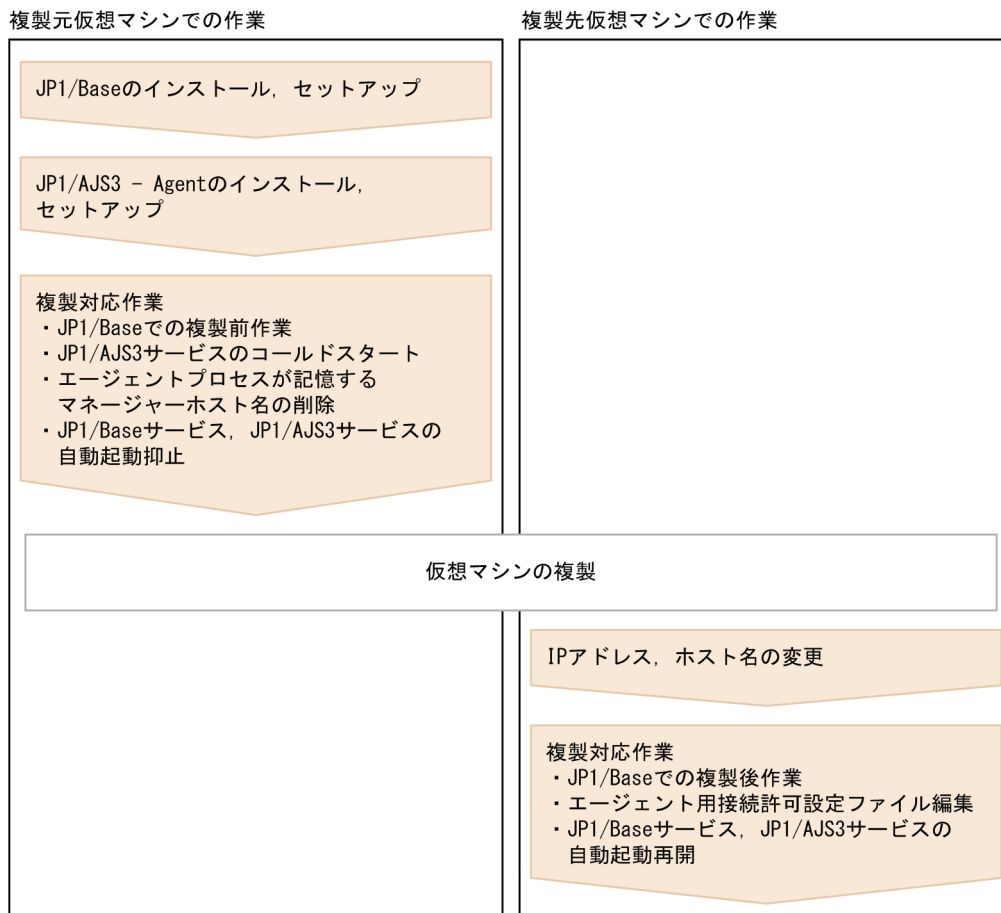 複製元仮想マシンでの作業
複製先仮想マシンでの作業
JP1/Baseのインストール，セットアップ
JP1/AJS3 － Agentのインストール，
セットアップ
複製対応作業
・JP1/Baseでの複製前作業
・JP1/AJS3サービスのコールドスタート
・エージェントプロセスが記憶する
マネージャーホスト名の削除
・JP1/Baseサービス，JP1/AJS3サービスの
自動起動抑止
仮想マシンの複製
IPアドレス，ホスト名の変更
複製対応作業
・JP1/Baseでの複製後作業
・エージェント用接続許可設定ファイル編集
・JP1/Baseサービス，JP1/AJS3サービスの
自動起動再開